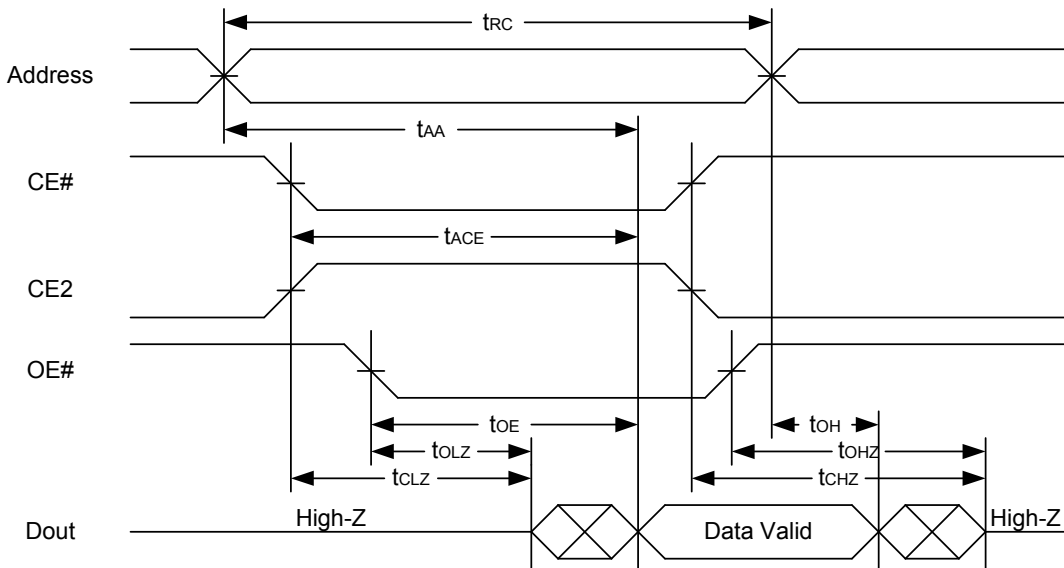 tRC
Address
tAA
CE#
tACE
CE2
OE#
tOE
tOH
tOLZ
tOHZ
tCLZ
tCHZ
High-Z
High-Z
Dout
Data Valid